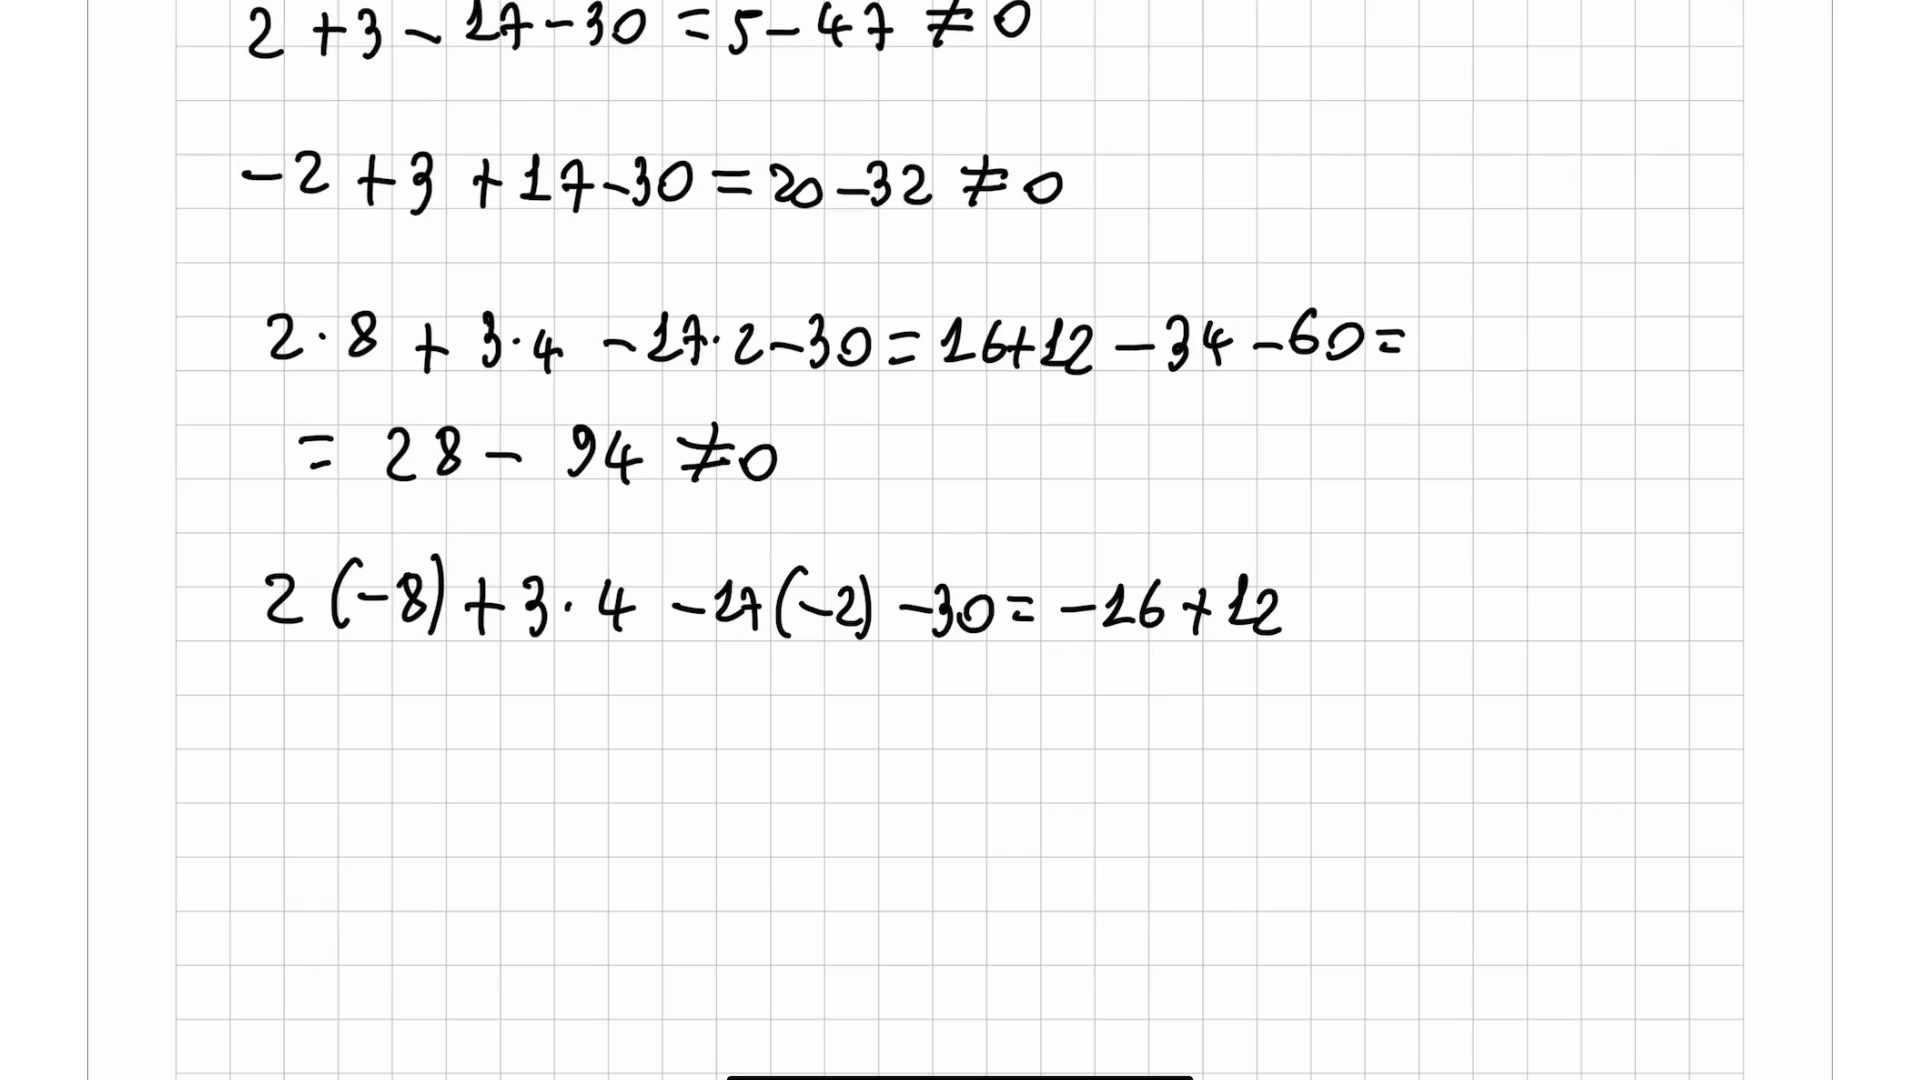 2 + 3 - 17 - 30 = 5 - 47 ≠ 0
-2 + 3 + 17 - 30 = 20 - 32 ≠ 0
2 · 8 + 3 · 4 - 17 · 2 - 30 = 16 + 12 - 34 - 60 =
= 28 - 94 ≠ 0
2 (-8) + 3 · 4 - 17 (-2) - 30 = -16 + 12